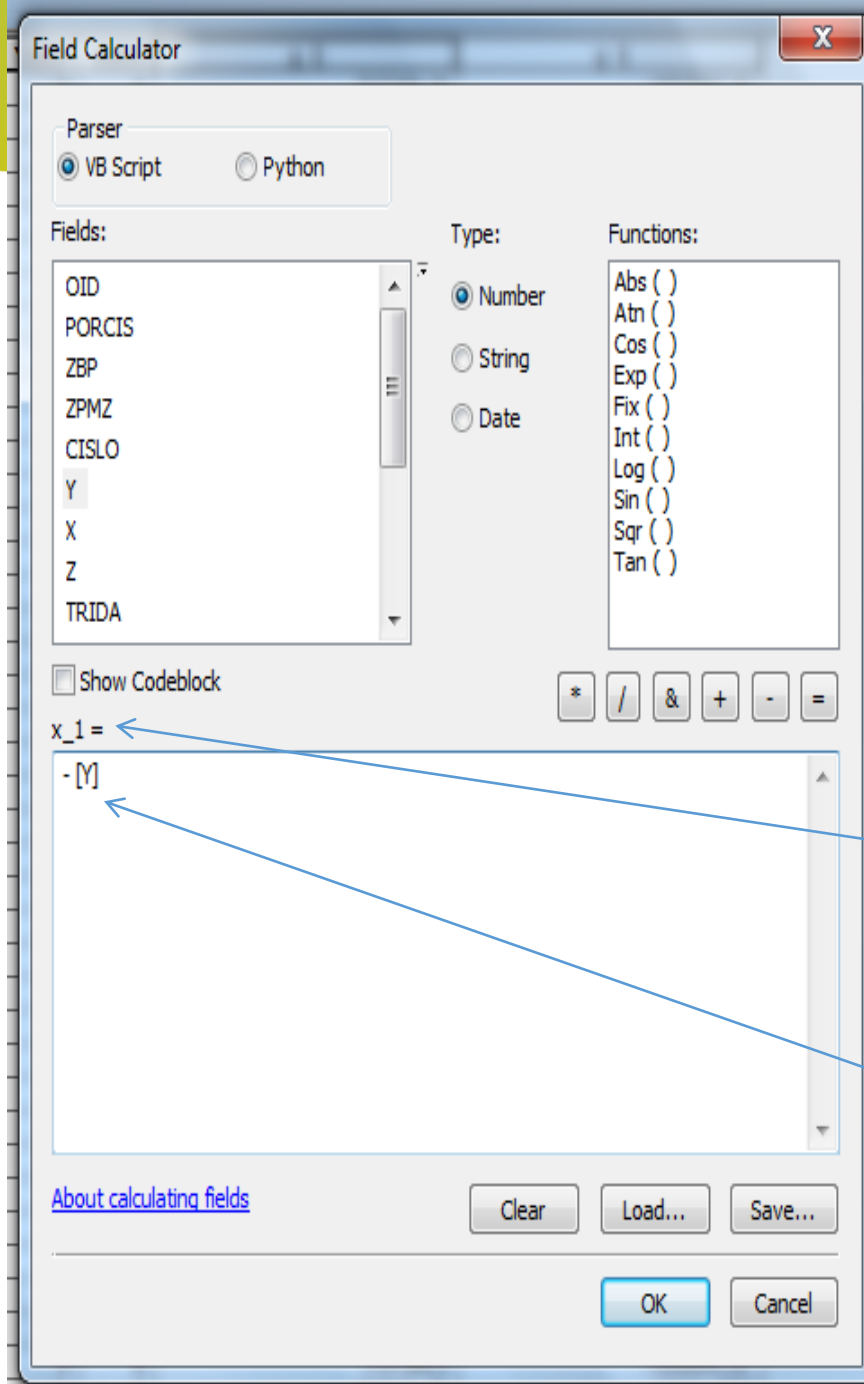 Field Calculator
X
Parser
VB Script Python
Fields:
OID
PORCIS
ZBP
ZPMZ
CISLO
Y
X
Z
TRIDA
Type:
Number
String
Date
Functions:
Abs ( )
Atn ( )
Cos ( )
Exp ( )
Fix ( )
Int ( )
Log ( )
Sin ( )
Sqr ( )
Tan ( )
Show Codeblock
* / & + - =
x_1 =
- [Y]
About calculating fields
Clear Load... Save...
OK Cancel